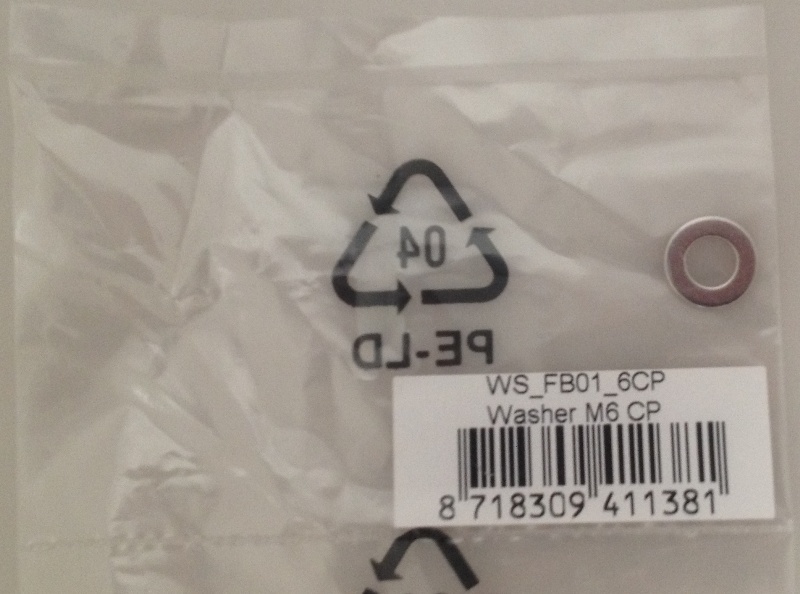 04
PE-LD
WS_FB01_6CP
Washer M6 CP
8 718309 411381